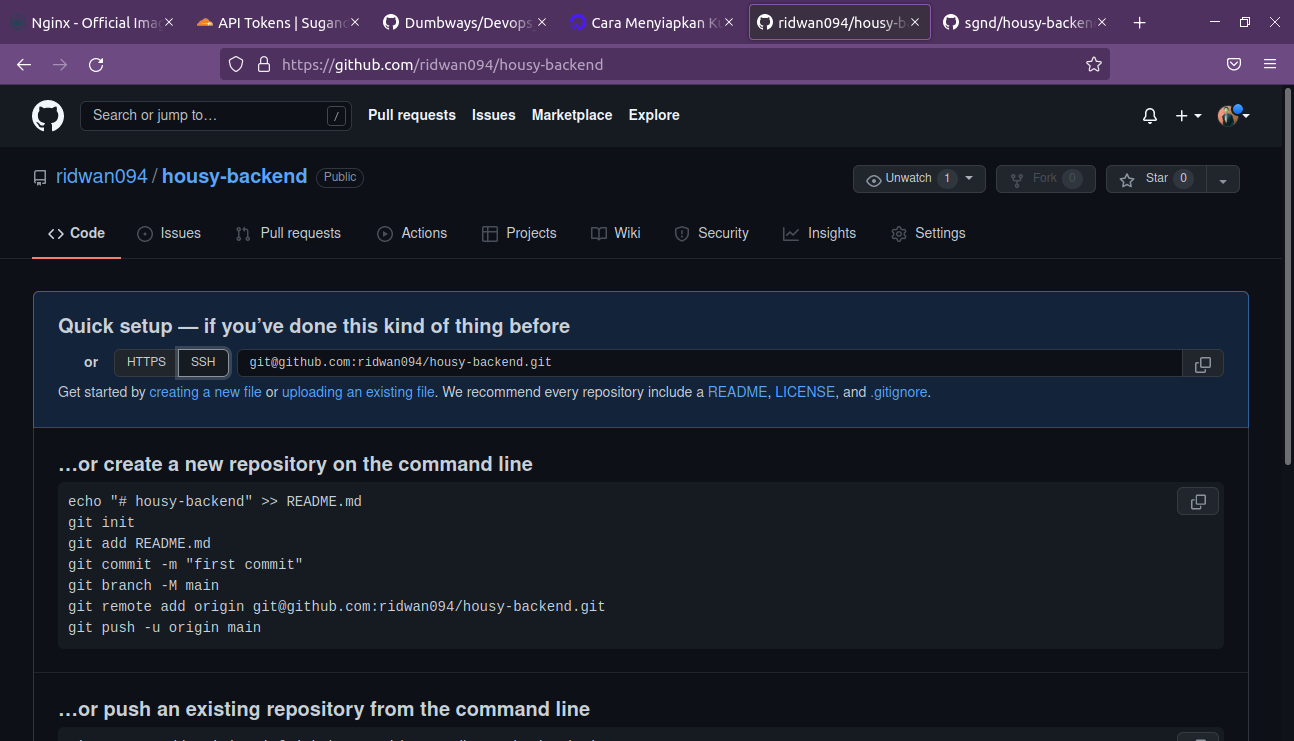 Nginx - Official Ima
API Tokens | Sugand
Dumbways/Devops
Cara Menyiapkan Ku
ridwan094/housy-b
sgnd/housy-backen
https://github.com/ridwan094/housy-backend
Search or jump to…
/
Pull requests
Issues
Marketplace
Explore
ridwan094 / housy-backend
Public
Unwatch 1
Fork 0
Star 0
Code
Issues
Pull requests
Actions
Projects
Wiki
Security
Insights
Settings
Quick setup — if you’ve done this kind of thing before
or
HTTPS
SSH
git@github.com:ridwan094/housy-backend.git
Get started by creating a new file or uploading an existing file. We recommend every repository include a README, LICENSE, and .gitignore.
…or create a new repository on the command line
echo "# housy-backend" >> README.md
git init
git add README.md
git commit -m "first commit"
git branch -M main
git remote add origin git@github.com:ridwan094/housy-backend.git
git push -u origin main
…or push an existing repository from the command line